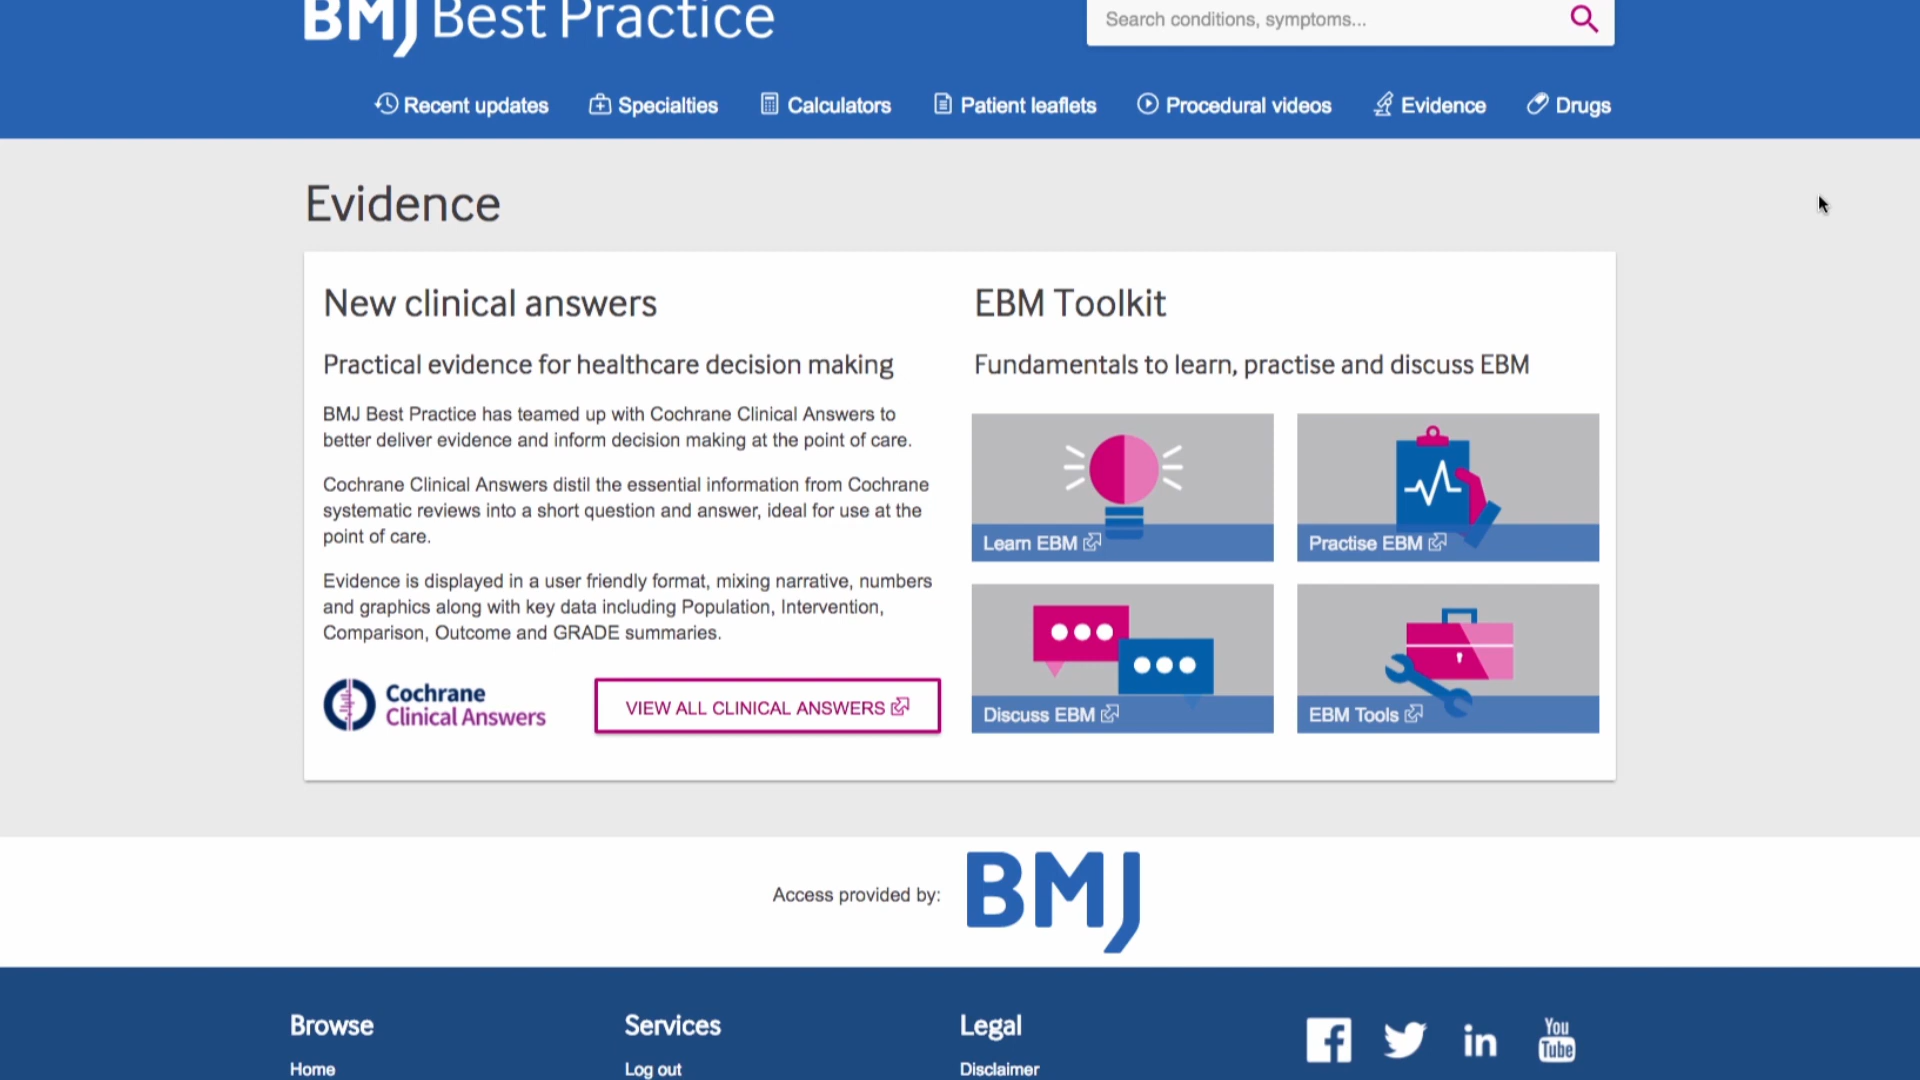 BMJ Best Practice
Search conditions, symptoms...
Recent updates
Specialties
Calculators
Patient leaflets
Procedural videos
Evidence
Drugs
Evidence
New clinical answers
Practical evidence for healthcare decision making
BMJ Best Practice has teamed up with Cochrane Clinical Answers to
better deliver evidence and inform decision making at the point of care.
Cochrane Clinical Answers distil the essential information from Cochrane
systematic reviews into a short question and answer, ideal for use at the
point of care.
Evidence is displayed in a user friendly format, mixing narrative, numbers
and graphics along with key data including Population, Intervention,
Comparison, Outcome and GRADE summaries.
Cochrane
Clinical Answers
VIEW ALL CLINICAL ANSWERS
EBM Toolkit
Fundamentals to learn, practise and discuss EBM
Learn EBM
Practise EBM
Discuss EBM
EBM Tools
Access provided by:
BMJ
Browse
Home
Services
Log out
Legal
Disclaimer
in
You
Tube